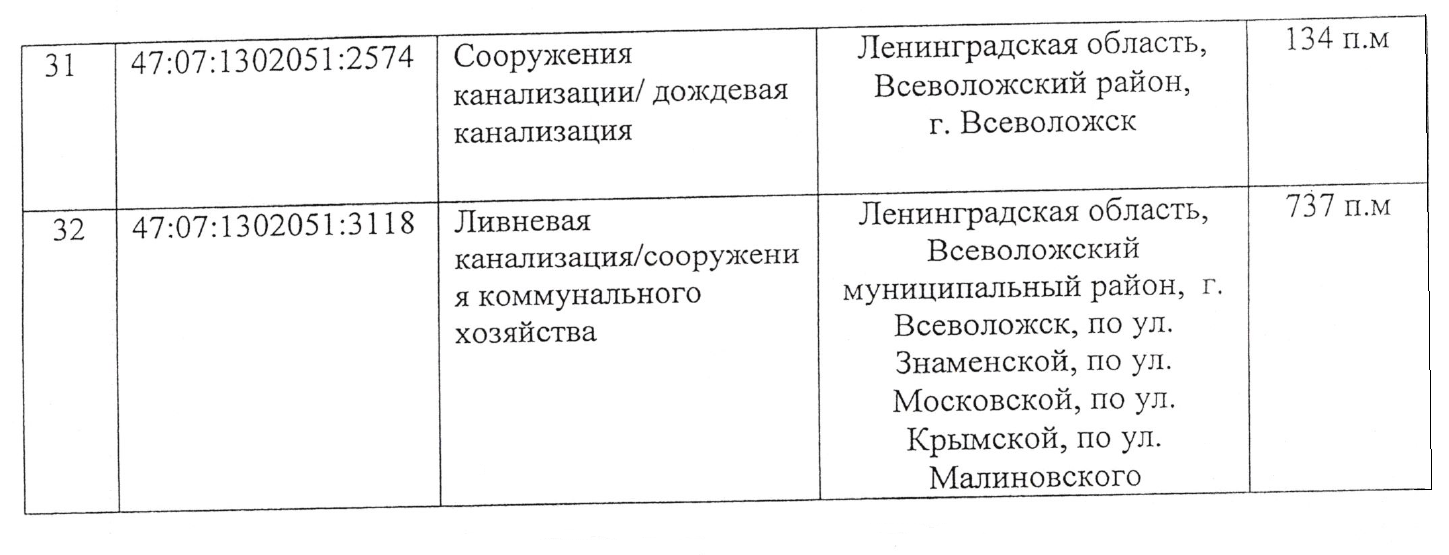 31
47:07:1302051:2574
Сооружения
канализации/ дождевая
канализация
Ленинградская область,
Всеволожский район,
г. Всеволожск
134 п.м
32
47:07:1302051:3118
Ливневая
канализация/сооружени
я коммунального
хозяйства
Ленинградская область,
Всеволожский
муниципальный район, г.
Всеволожск, по ул.
Знаменской, по ул.
Московской, по ул.
Крымской, по ул.
Малиновского
737 п.м